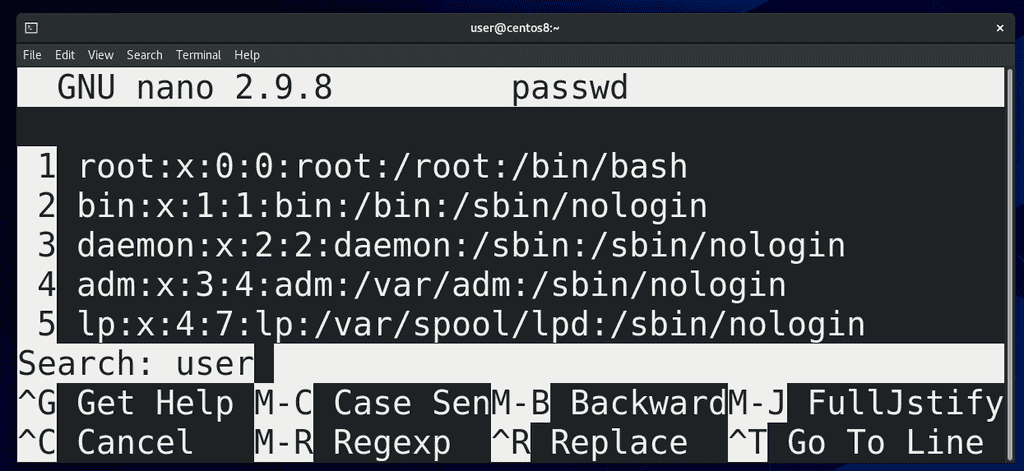 user@centos8:~ ×
File Edit View Search Terminal Help
GNU nano 2.9.8 passwd
1 root:x:0:0:root:/root:/bin/bash
2 bin:x:1:1:bin:/bin:/sbin/nologin
3 daemon:x:2:2:daemon:/sbin:/sbin/nologin
4 adm:x:3:4:adm:/var/adm:/sbin/nologin
5 lp:x:4:7:lp:/var/spool/lpd:/sbin/nologin
Search: user
^G Get Help M-C Case Sen M-B Backward M-J FullJstify
^C Cancel M-R Regexp ^R Replace ^T Go To Line